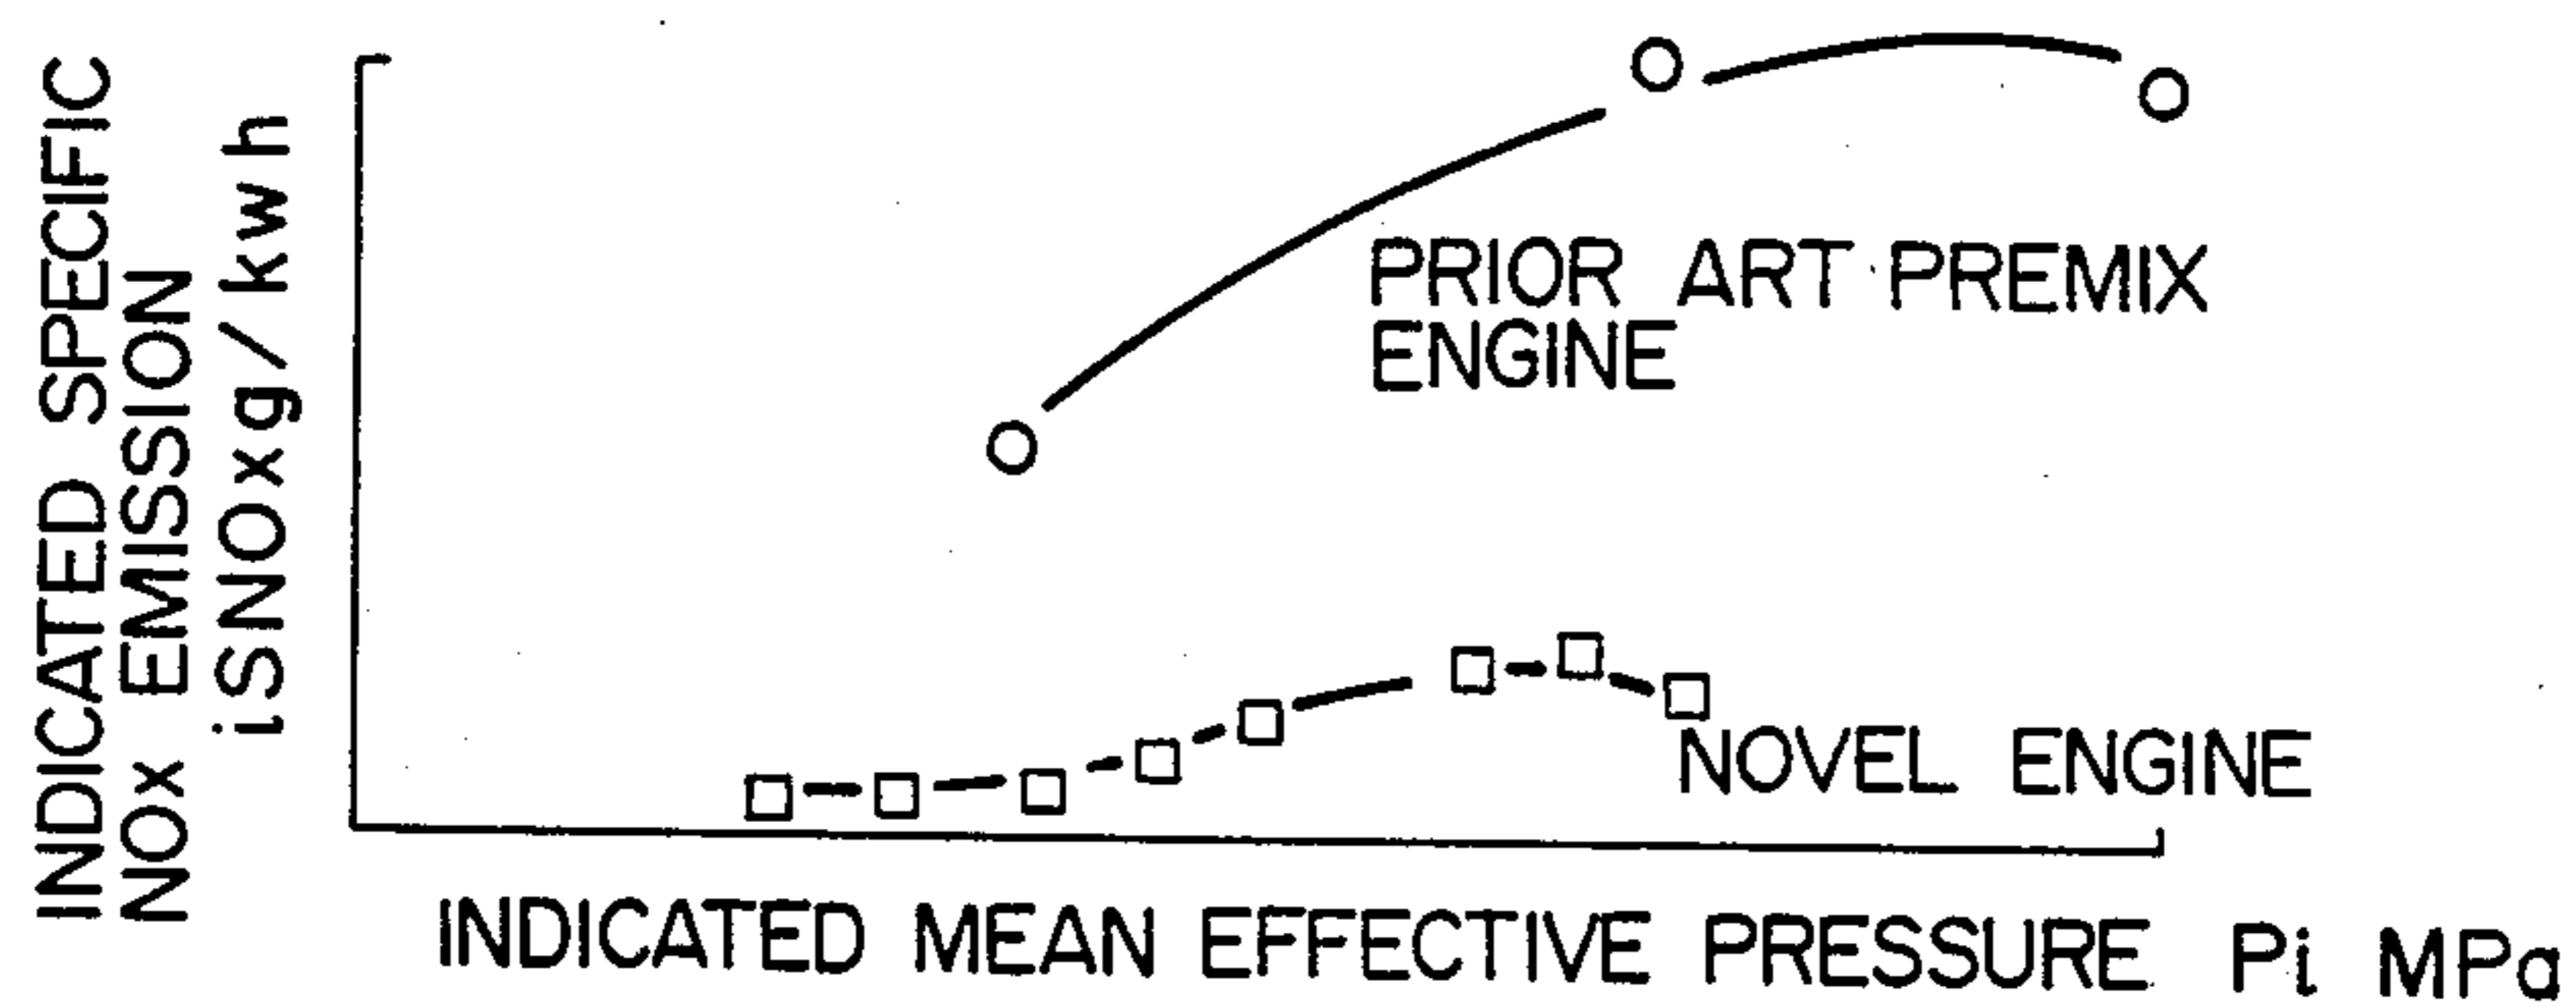 INDICATED SPECIFIC
NOx EMISSION
iSNOxg/kwh
PRIOR ART PREMIX
ENGINE
NOVEL ENGINE
INDICATED MEAN EFFECTIVE PRESSURE Pi MPa